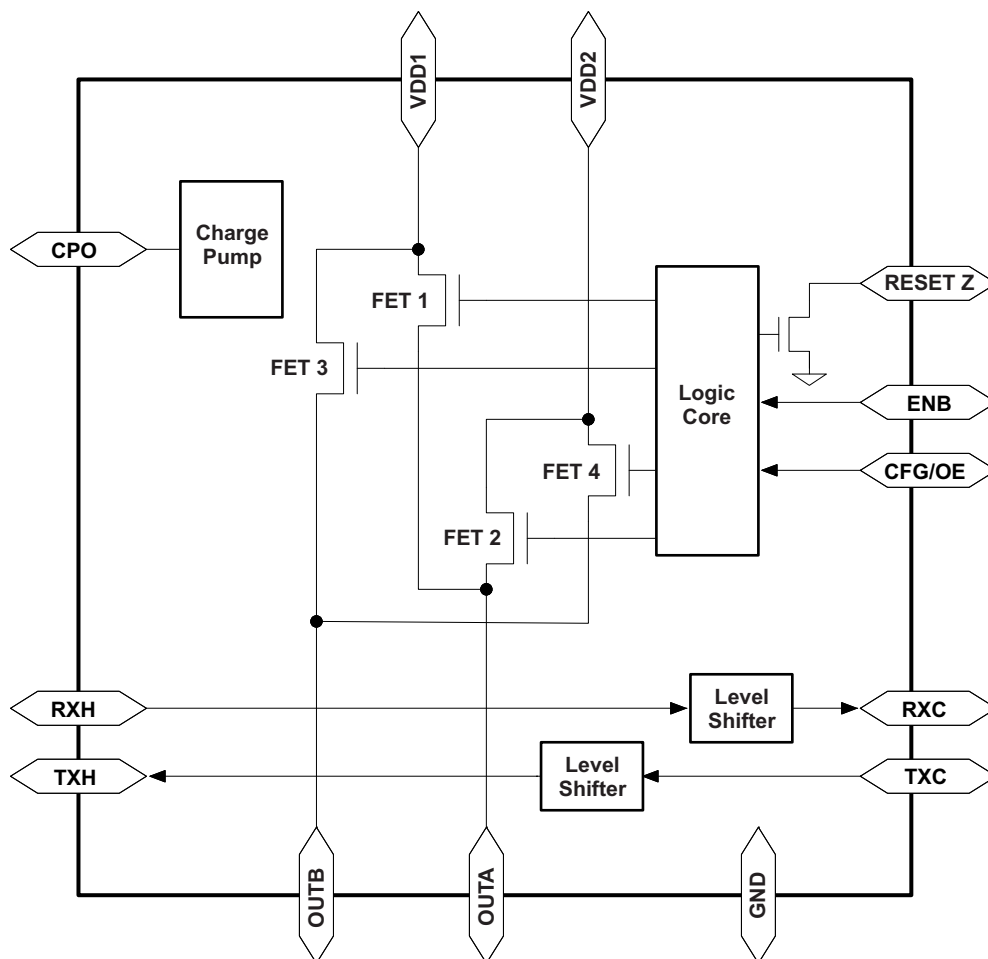 VDD1
VDD2
CPO
Charge
Pump
FET 1
RESET Z
FET 3
Logic
Core
ENB
FET 4
CFG/OE
FET 2
RXH
Level
Shifter
RXC
TXH
Level
Shifter
TXC
OUTB
OUTA
GND